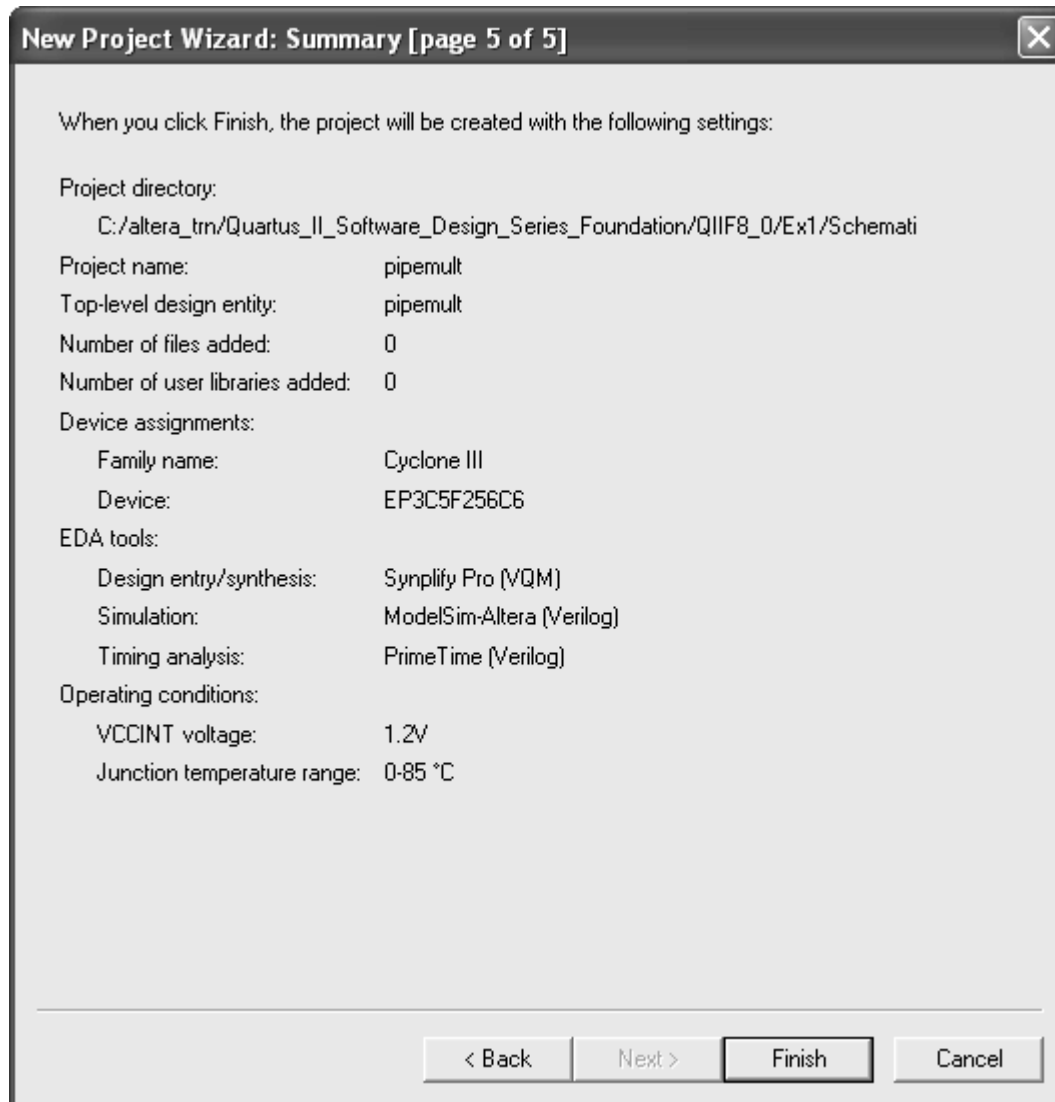 New Project Wizard: Summary [page 5 of 5]
When you click Finish, the project will be created with the following settings:
Project directory:
C:/altera_trn/Quartus_II_Software_Design_Series_Foundation/QIIF8_0/Ex1/Schemati
Project name: pipemult
Top-level design entity: pipemult
Number of files added: 0
Number of user libraries added: 0
Device assignments:
Family name: Cyclone III
Device: EP3C5F256C6
EDA tools:
Design entry/synthesis: Synplify Pro (VQM)
Simulation: ModelSim-Altera (Verilog)
Timing analysis: PrimeTime (Verilog)
Operating conditions:
VCCINT voltage: 1.2V
Junction temperature range: 0-85 °C
< Back Next > Finish Cancel